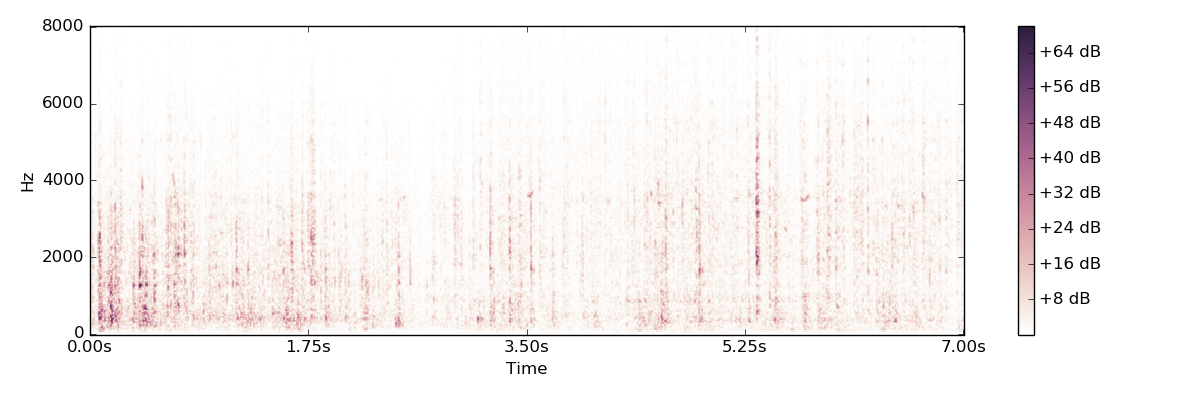 8000
6000
4000
2000
0
Hz
0.00s
1.75s
3.50s
5.25s
7.00s
Time
+64 dB
+56 dB
+48 dB
+40 dB
+32 dB
+24 dB
+16 dB
+8 dB